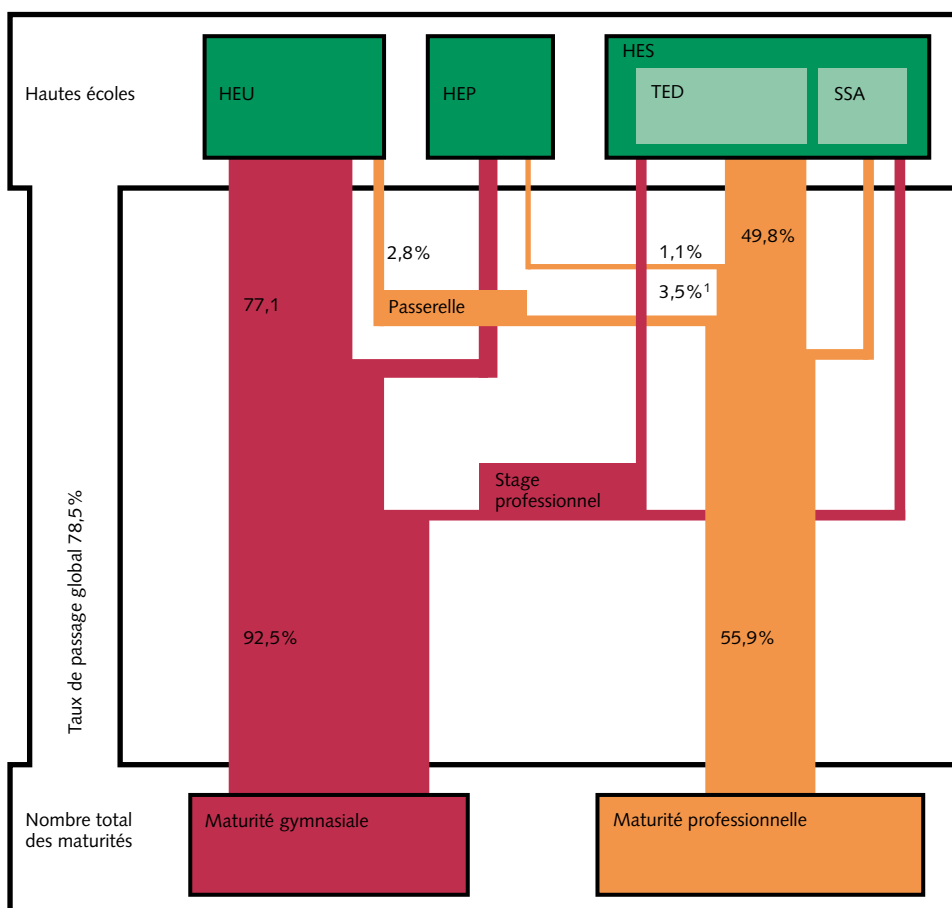 HES
Hautes écoles
HEU
HEP
TED
SSA
49,8%
2,8%
1,1%
3,5%¹
77,1
Passerelle
Stage
professionnel
Taux de passage global 78,5%
92,5%
55,9%
Nombre total
des maturités
Maturité gymnasiale
Maturité professionnelle